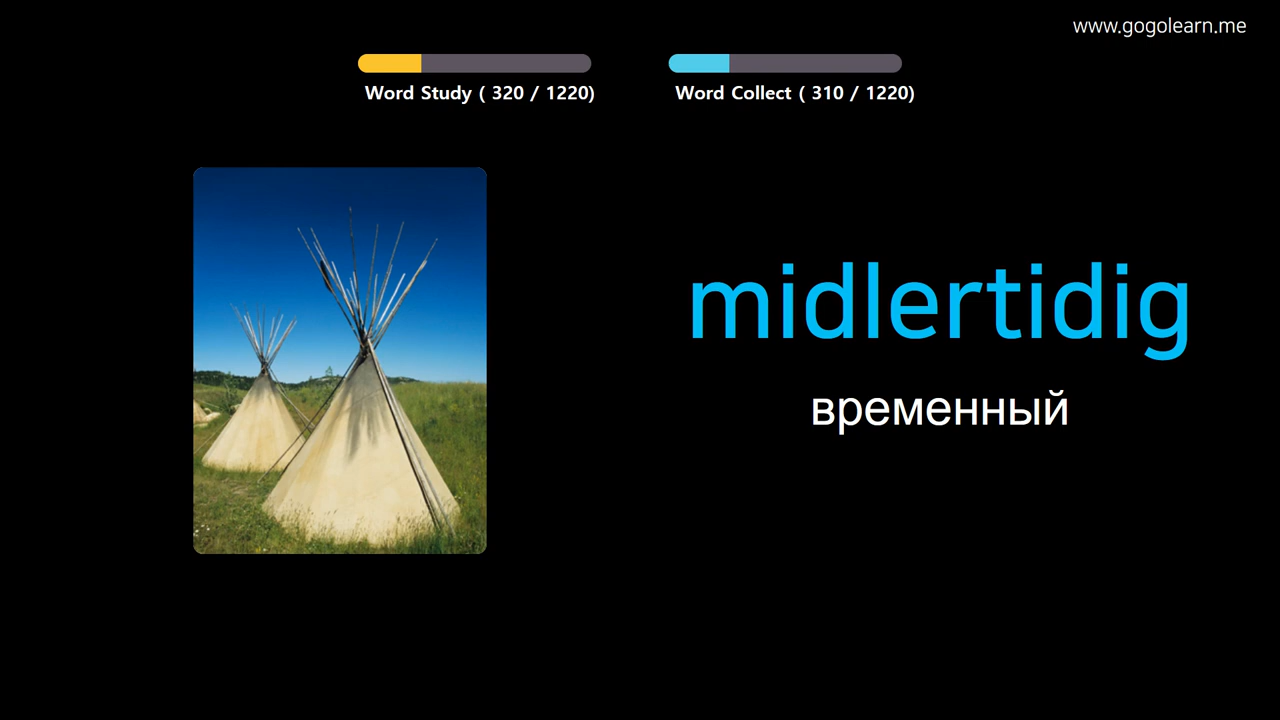 www.gogolearn.me
Word Study ( 320 / 1220)
Word Collect ( 310 / 1220)
midlertidig
временный